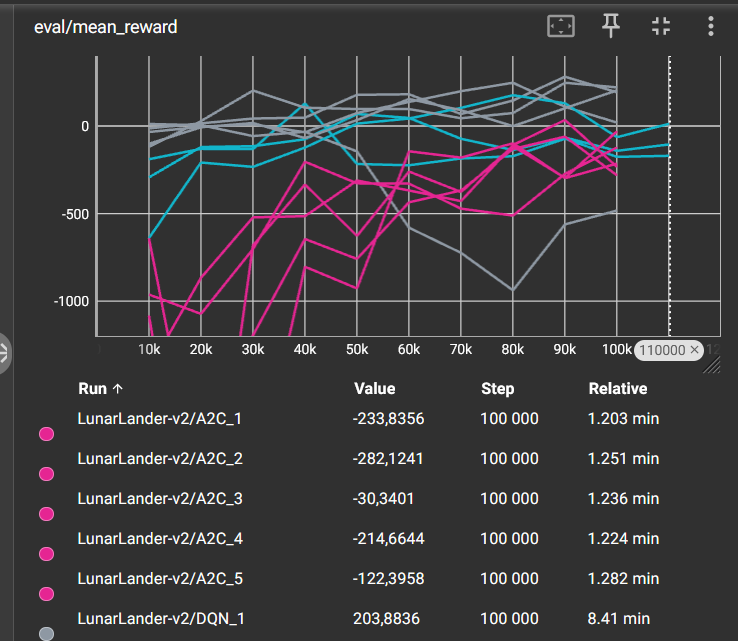 eval/mean_reward
0
-500
-1000
10k 20k 30k 40k 50k 60k 70k 80k 90k 100k 110000 × 12
Run ↑ Value Step Relative
LunarLander-v2/A2C_1 -233,8356 100 000 1.203 min
LunarLander-v2/A2C_2 -282,1241 100 000 1.251 min
LunarLander-v2/A2C_3 -30,3401 100 000 1.236 min
LunarLander-v2/A2C_4 -214,6644 100 000 1.224 min
LunarLander-v2/A2C_5 -122,3958 100 000 1.282 min
LunarLander-v2/DQN_1 203,8836 100 000 8.41 min